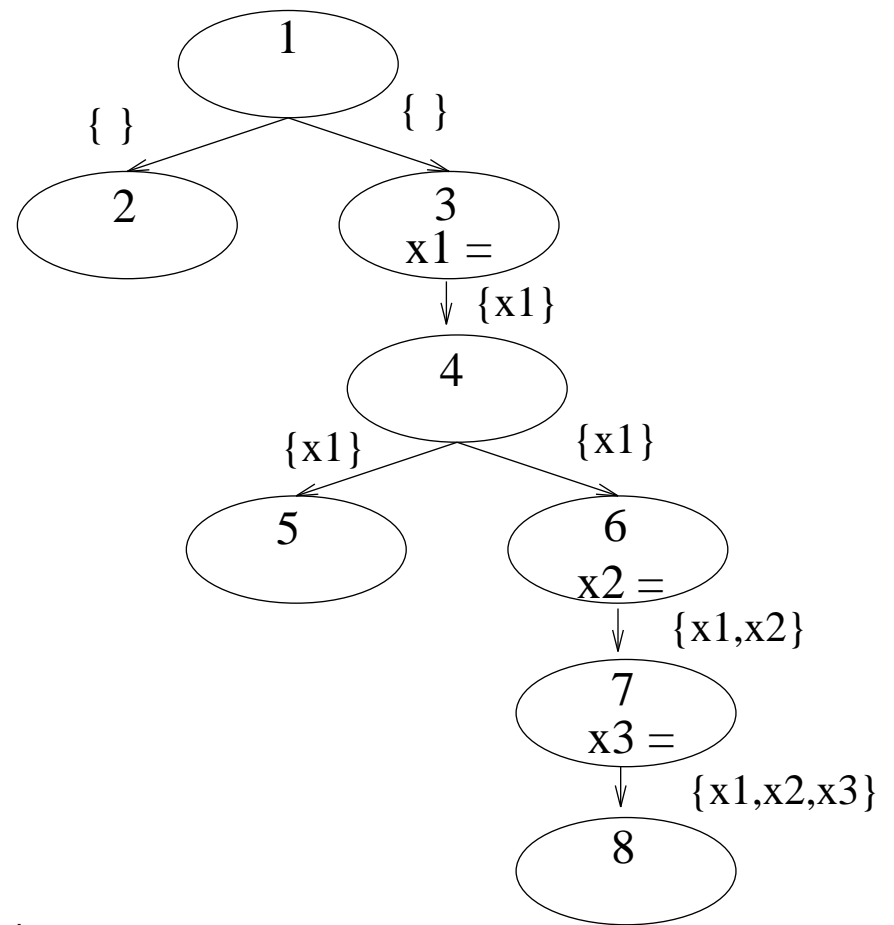 1
{ }
{ }
2
3
x1 =
{x1}
4
{x1}
{x1}
5
6
x2 =
{x1,x2}
7
x3 =
{x1,x2,x3}
8